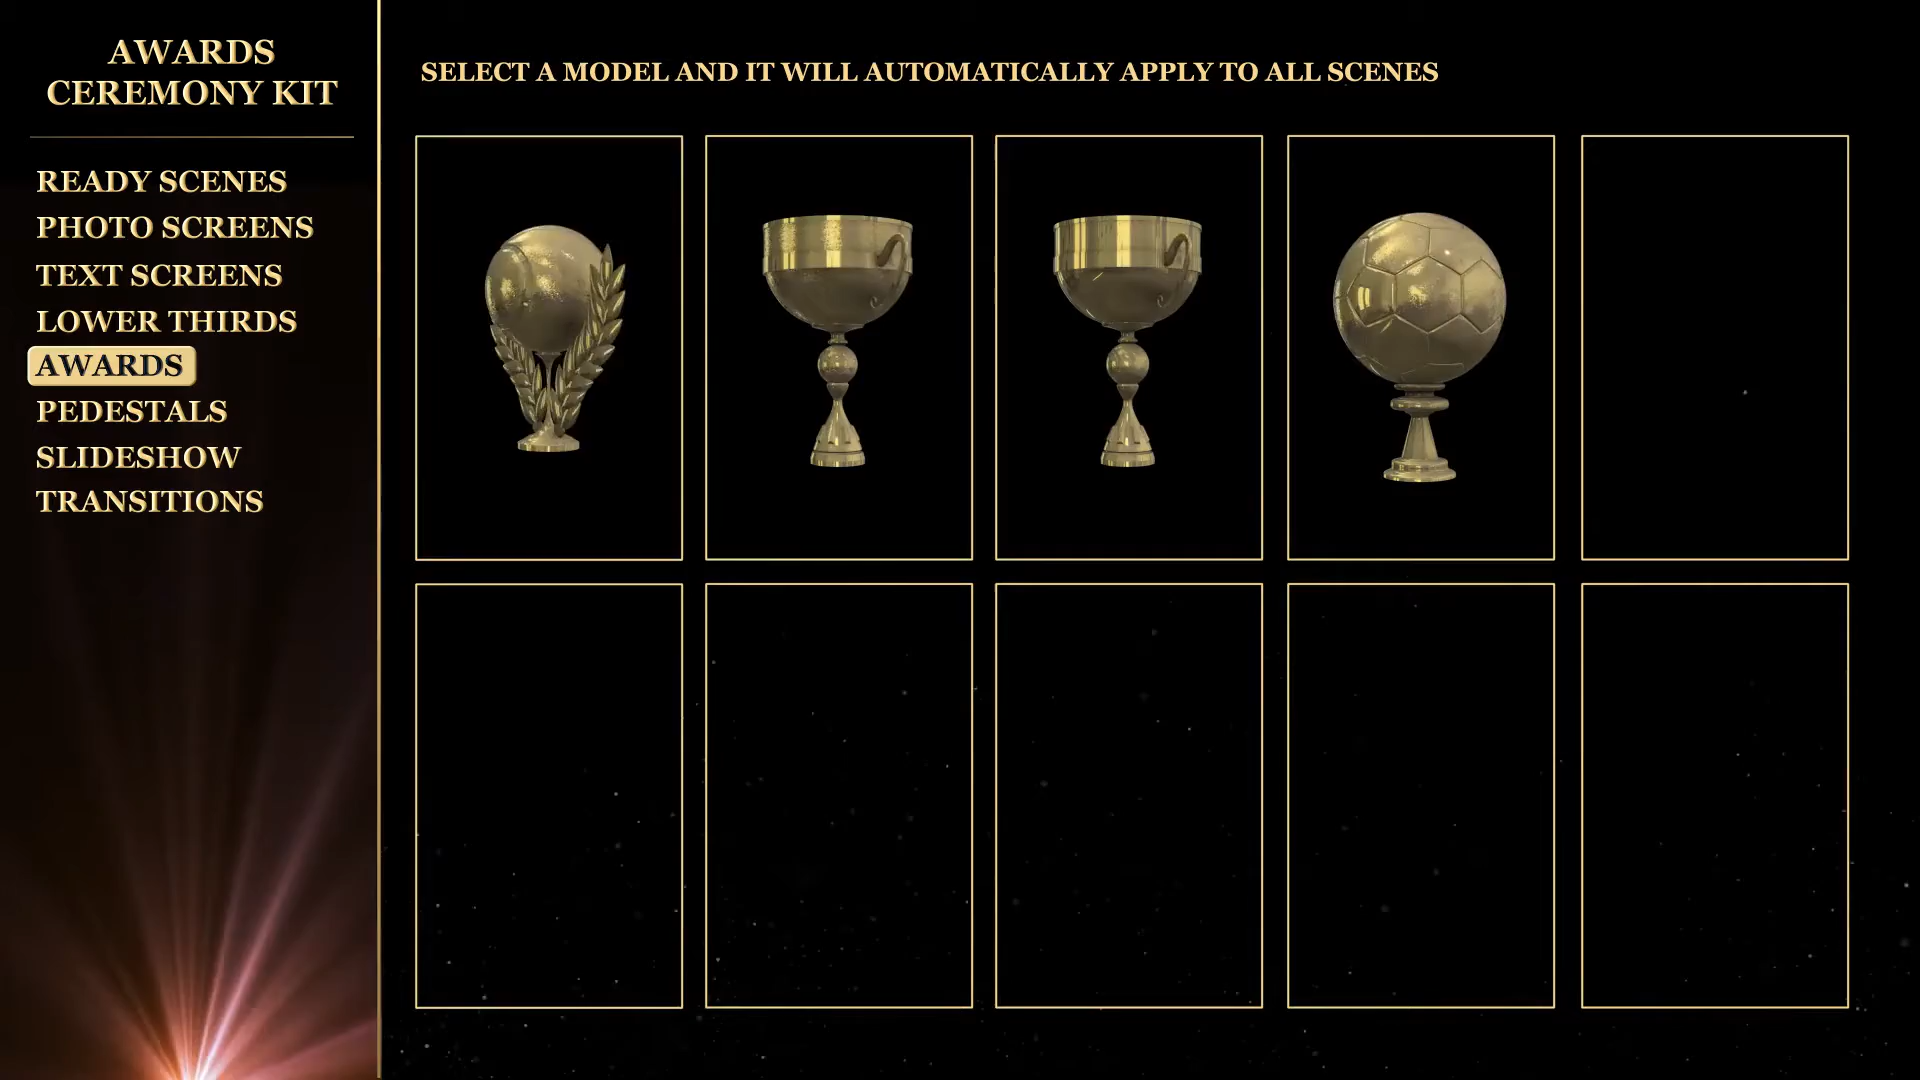 AWARDS
CEREMONY KIT
READY SCENES
PHOTO SCREENS
TEXT SCREENS
LOWER THIRDS
AWARDS
PEDESTALS
SLIDESHOW
TRANSITIONS
SELECT A MODEL AND IT WILL AUTOMATICALLY APPLY TO ALL SCENES